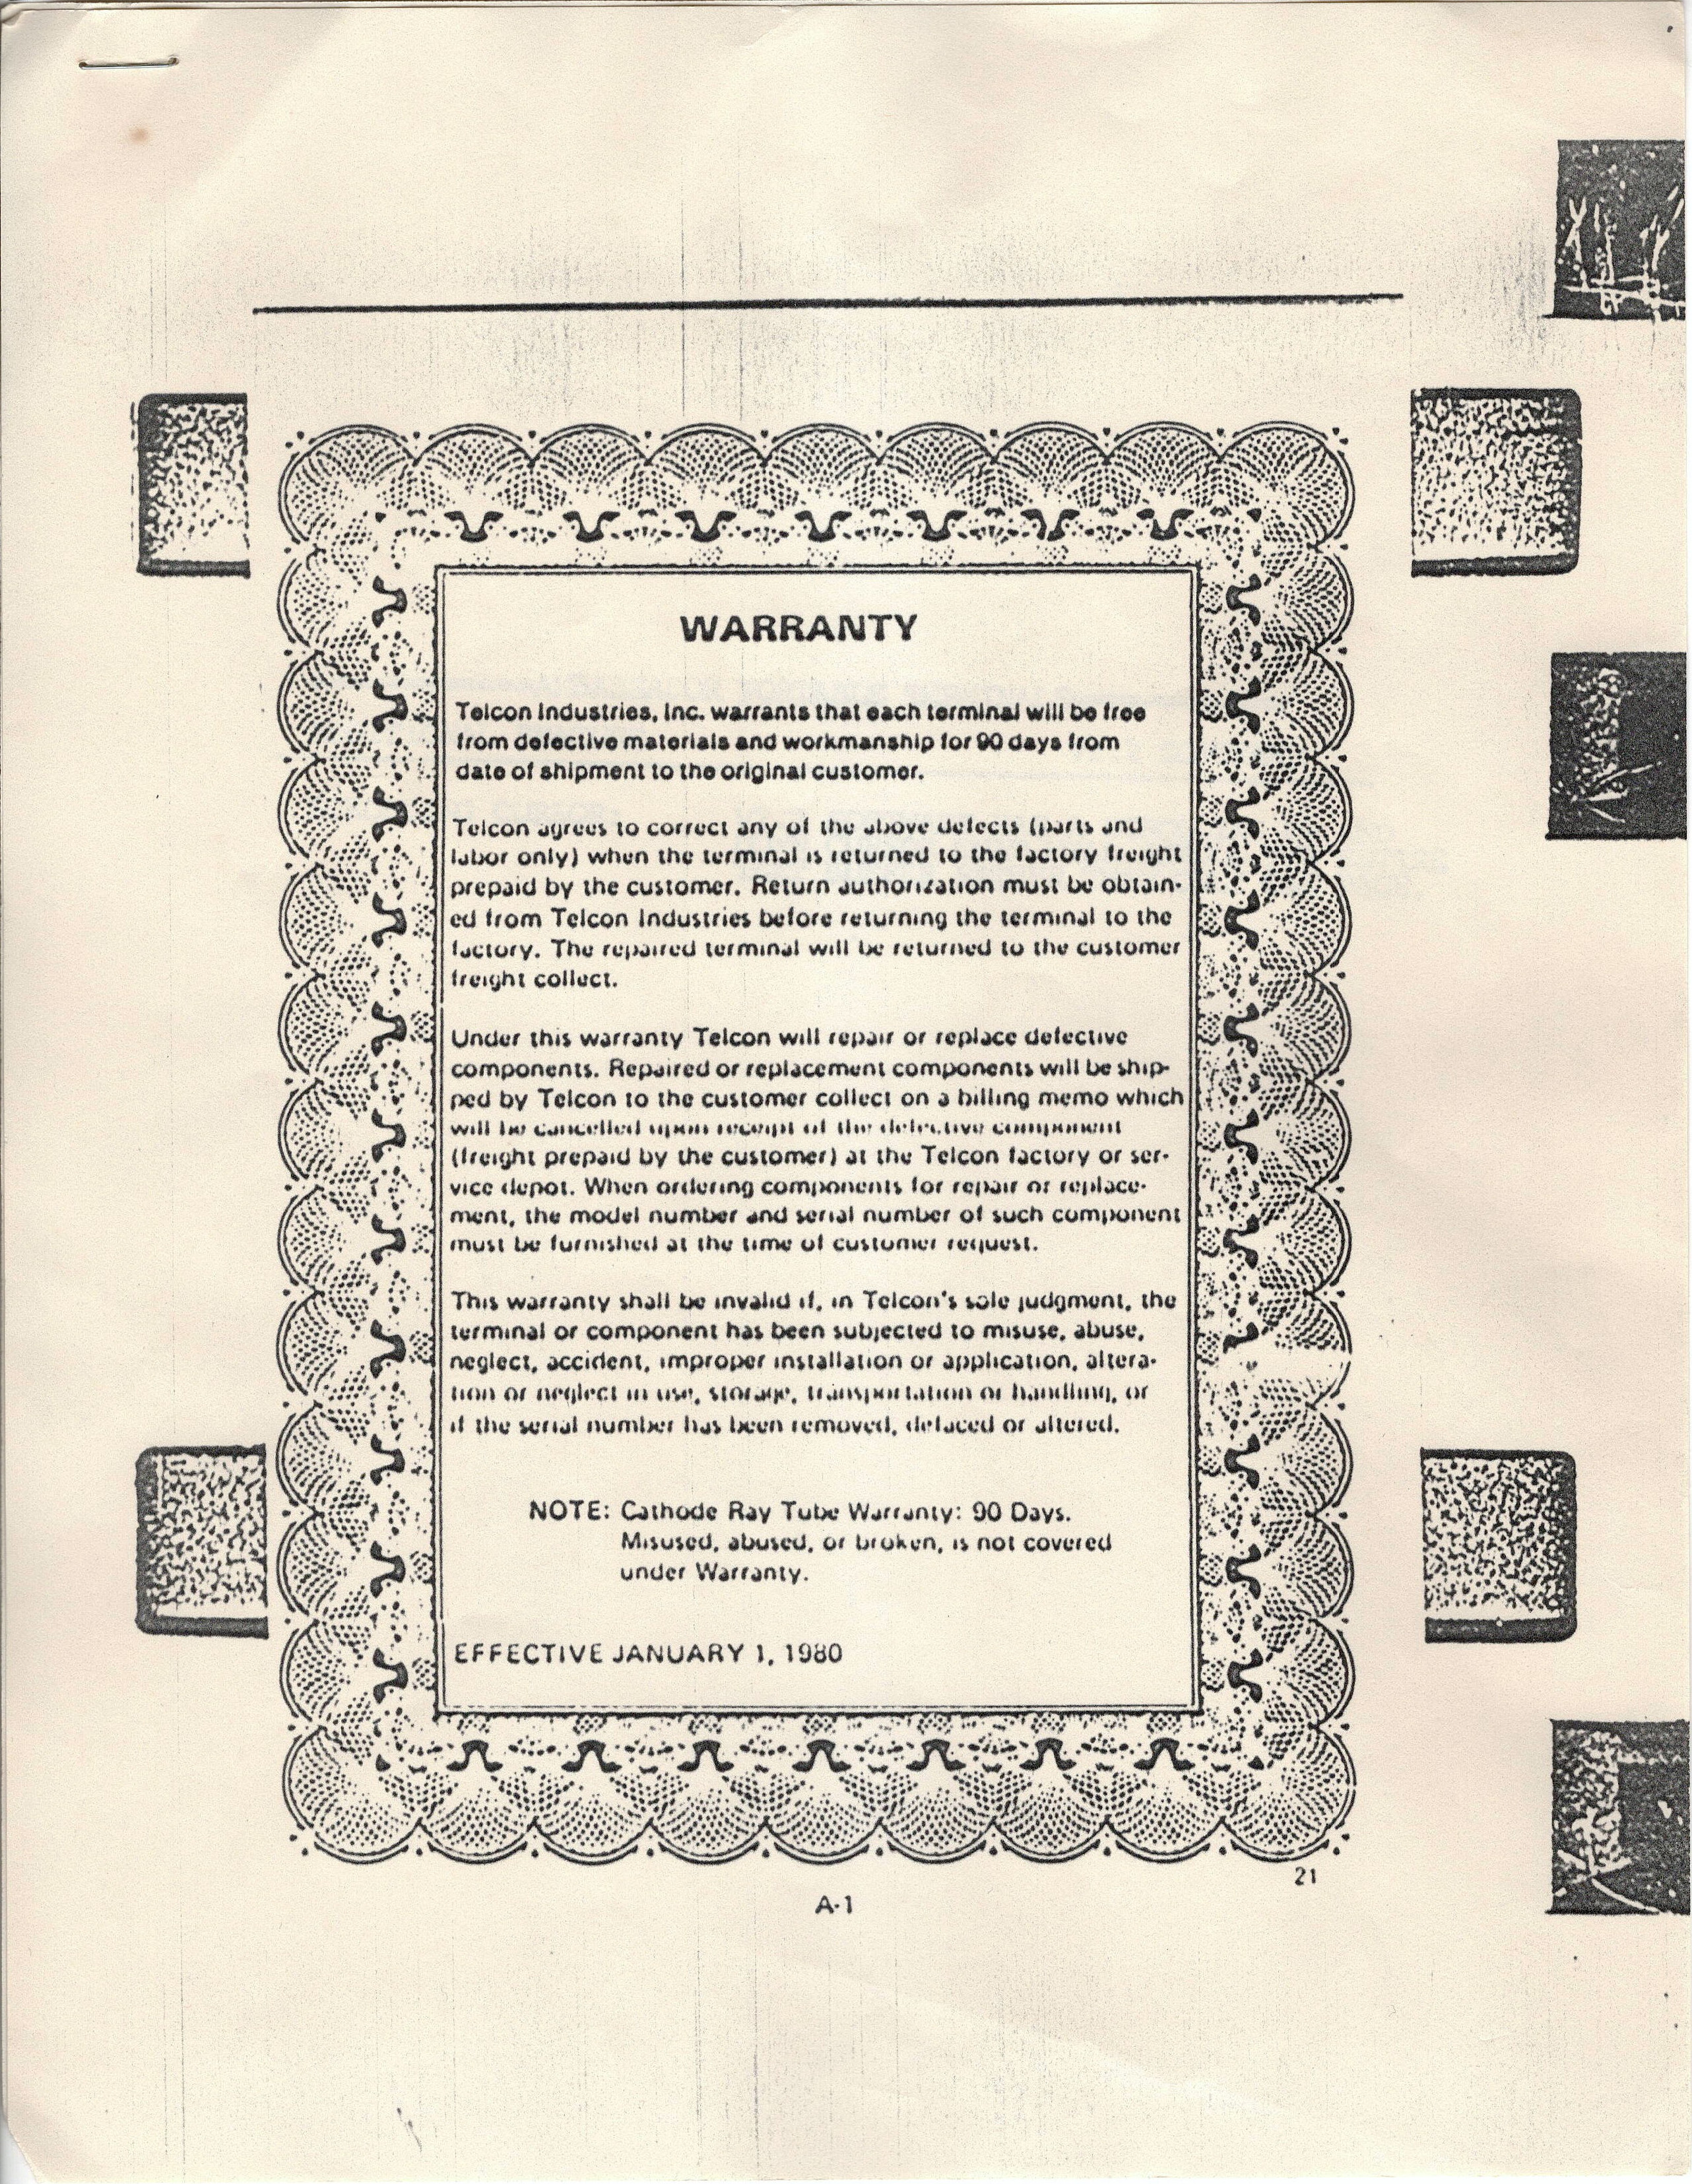 WARRANTY
Telcon Industries, Inc. warrants that each terminal will be free
from defective materials and workmanship for 90 days from
date of shipment to the original customer.
Telcon agrees to correct any of the above defects (parts and
labor only) when the terminal is returned to the factory freight
prepaid by the customer. Return authorization must be obtain-
ed from Telcon Industries before returning the terminal to the
factory. The repaired terminal will be returned to the customer
freight collect.
Under this warranty Telcon will repair or replace defective
components. Repaired or replacement components will be ship-
ped by Telcon to the customer collect on a billing memo which
will be cancelled upon receipt of the defective component
(freight prepaid by the customer) at the Telcon factory or ser-
vice depot. When ordering components for repair or replace-
ment, the model number and serial number of such component
must be furnished at the time of customer request.
This warranty shall be invalid if, in Telcon's sole judgment, the
terminal or component has been subjected to misuse, abuse,
neglect, accident, improper installation or application, altera-
tion or neglect in use, storage, transportation or handling, or
if the serial number has been removed, defaced or altered.
NOTE: Cathode Ray Tube Warranty: 90 Days.
Misused, abused, or broken, is not covered
under Warranty.
EFFECTIVE JANUARY 1, 1980
21
A-1